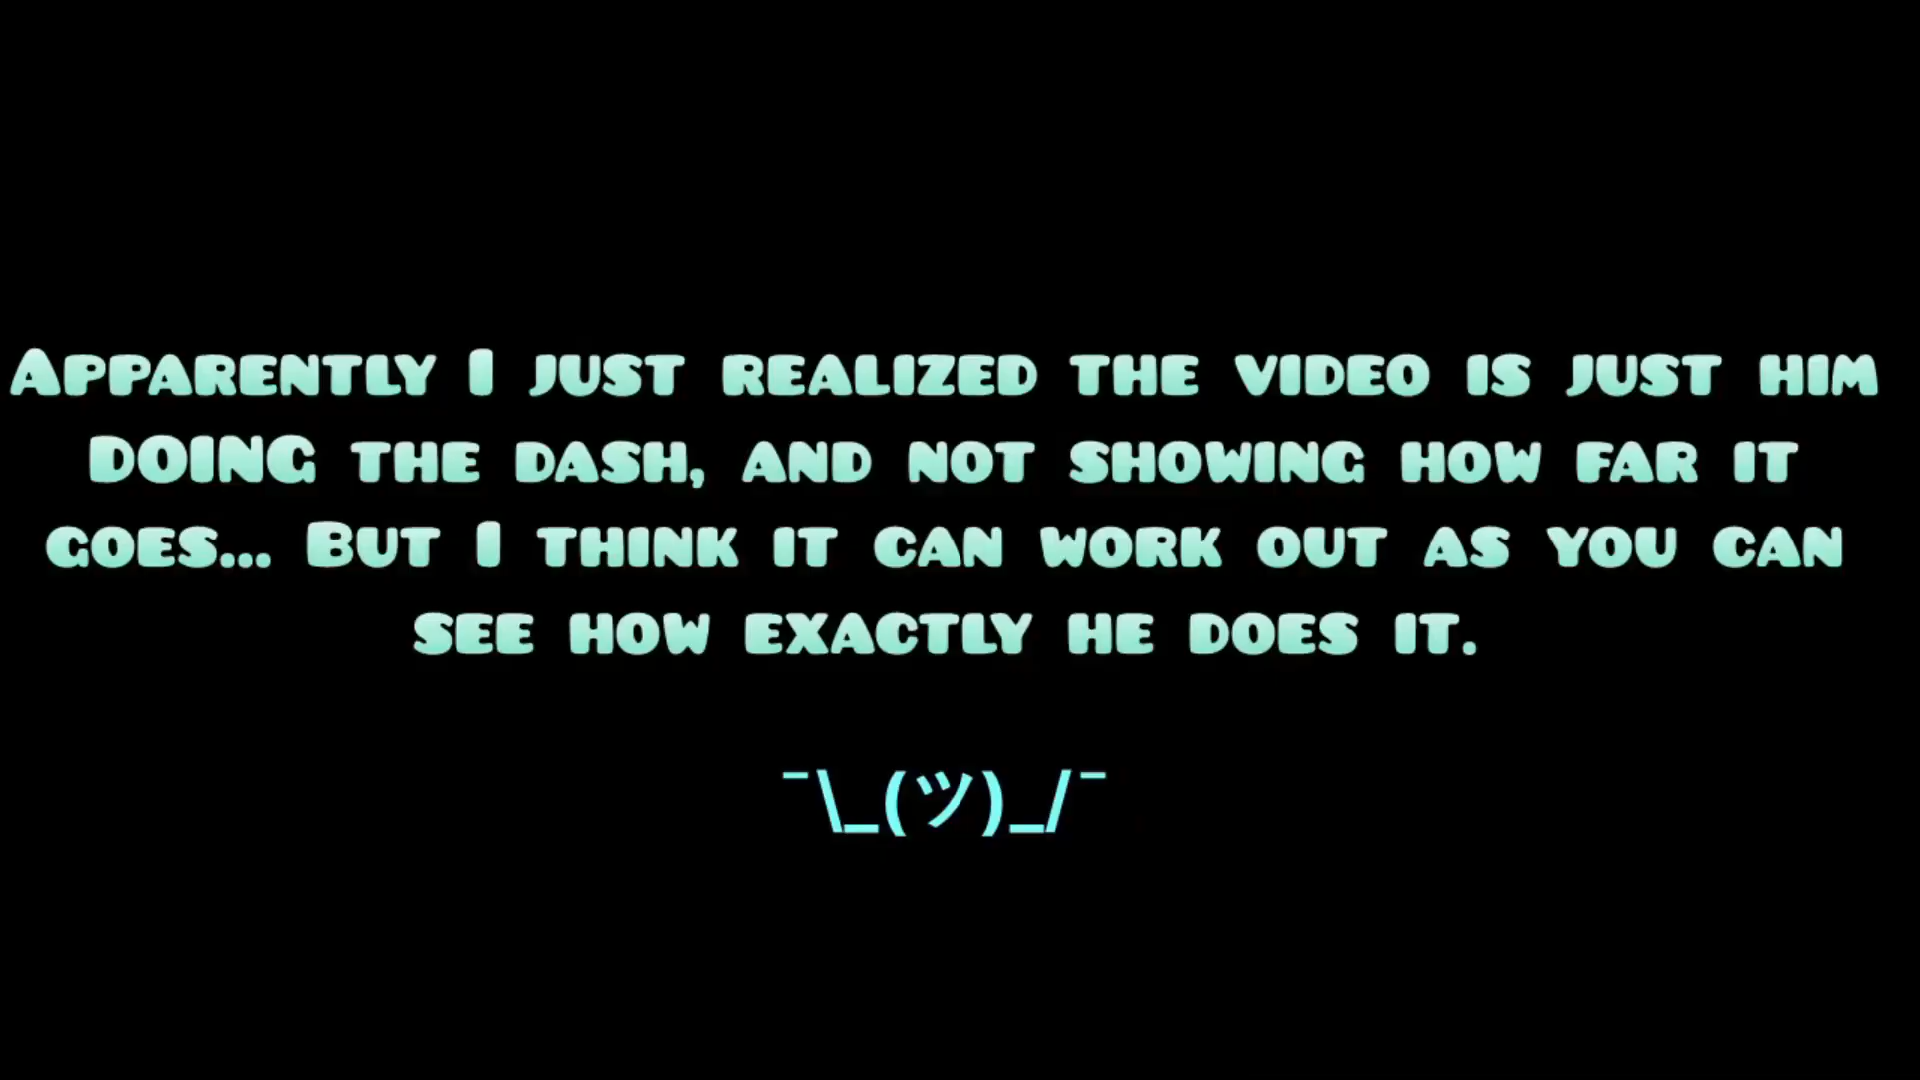 Apparently I just realized the video is just him
DOING the dash, and not showing how far it
goes... But I think it can work out as you can
see how exactly he does it.
¯\_(ツ)_/¯